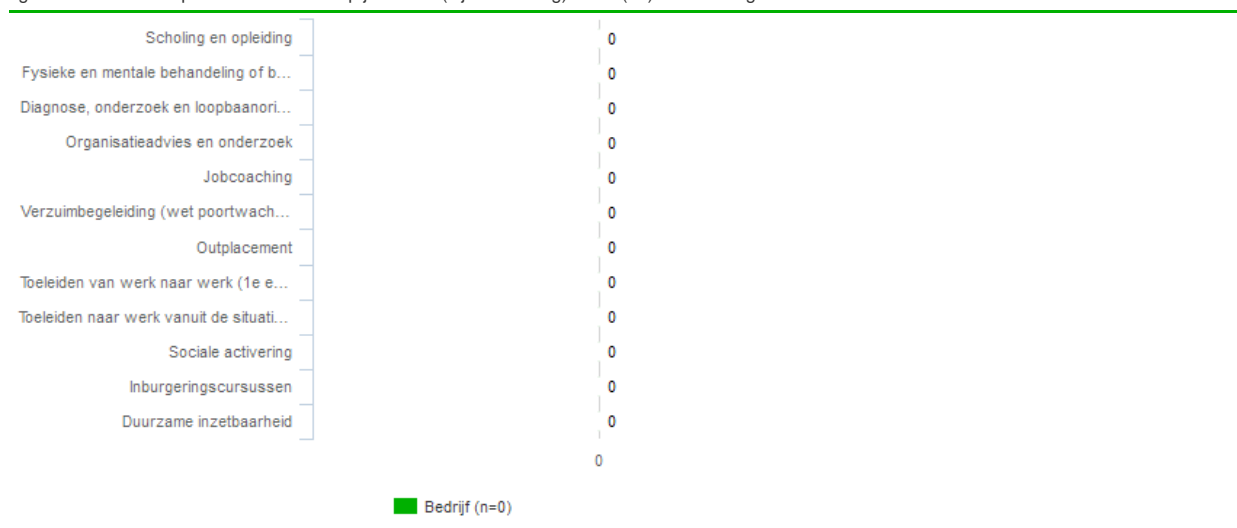 Scholing en opleiding 0
Fysieke en mentale behandeling of b... 0
Diagnose, onderzoek en loopbaanori... 0
Organisatieadvies en onderzoek 0
Jobcoaching 0
Verzuimbegeleiding (wet poortwach... 0
Outplacement 0
Toeleiden van werk naar werk (1e e... 0
Toeleiden naar werk vanuit de situati... 0
Sociale activering 0
Inburgeringscursussen 0
Duurzame inzetbaarheid 0
0
Bedrijf (n=0)